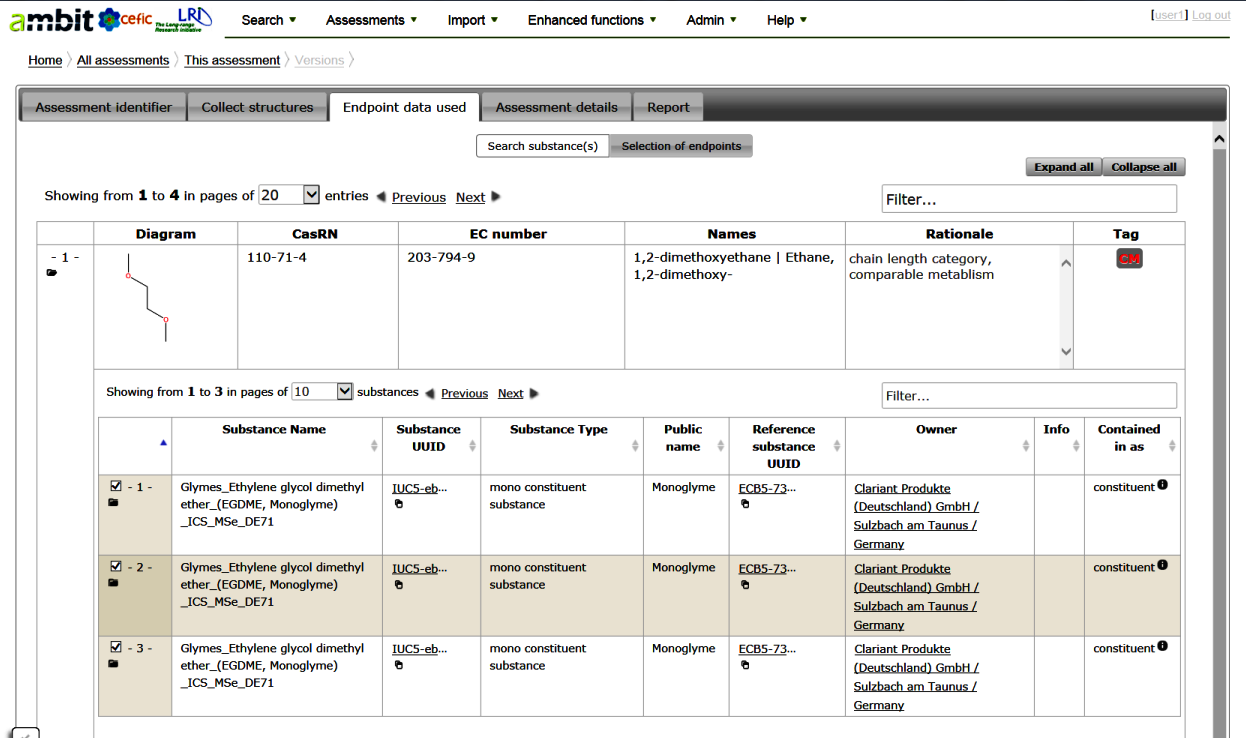 ambit cefic LRI Search Assessments Import Enhanced functions Admin Help [user1] Log out
The Long-range
Research Initiative
Home All assessments This assessment Versions
Assessment identifier Collect structures Endpoint data used Assessment details Report
Search substance(s) Selection of endpoints
Expand all Collapse all
Showing from 1 to 4 in pages of 20 entries Previous Next Filter...
Diagram CasRN EC number Names Rationale Tag
- 1 - 110-71-4 203-794-9 1,2-dimethoxyethane | Ethane, chain length category, CM
1,2-dimethoxy- comparable metablism
O
O
Showing from 1 to 3 in pages of 10 substances Previous Next Filter...
Substance Name Substance Substance Type Public Reference Owner Info Contained
UUID name substance in as
UUID
- 1 - Glymes_Ethylene glycol dimethyl IUC5-eb... mono constituent Monoglyme ECB5-73... Clariant Produkte constituent
ether_(EGDME, Monoglyme) substance (Deutschland) GmbH /
_ICS_MSe_DE71 Sulzbach am Taunus /
Germany
- 2 - Glymes_Ethylene glycol dimethyl IUC5-eb... mono constituent Monoglyme ECB5-73... Clariant Produkte constituent
ether_(EGDME, Monoglyme) substance (Deutschland) GmbH /
_ICS_MSe_DE71 Sulzbach am Taunus /
Germany
- 3 - Glymes_Ethylene glycol dimethyl IUC5-eb... mono constituent Monoglyme ECB5-73... Clariant Produkte constituent
ether_(EGDME, Monoglyme) substance (Deutschland) GmbH /
_ICS_MSe_DE71 Sulzbach am Taunus /
Germany